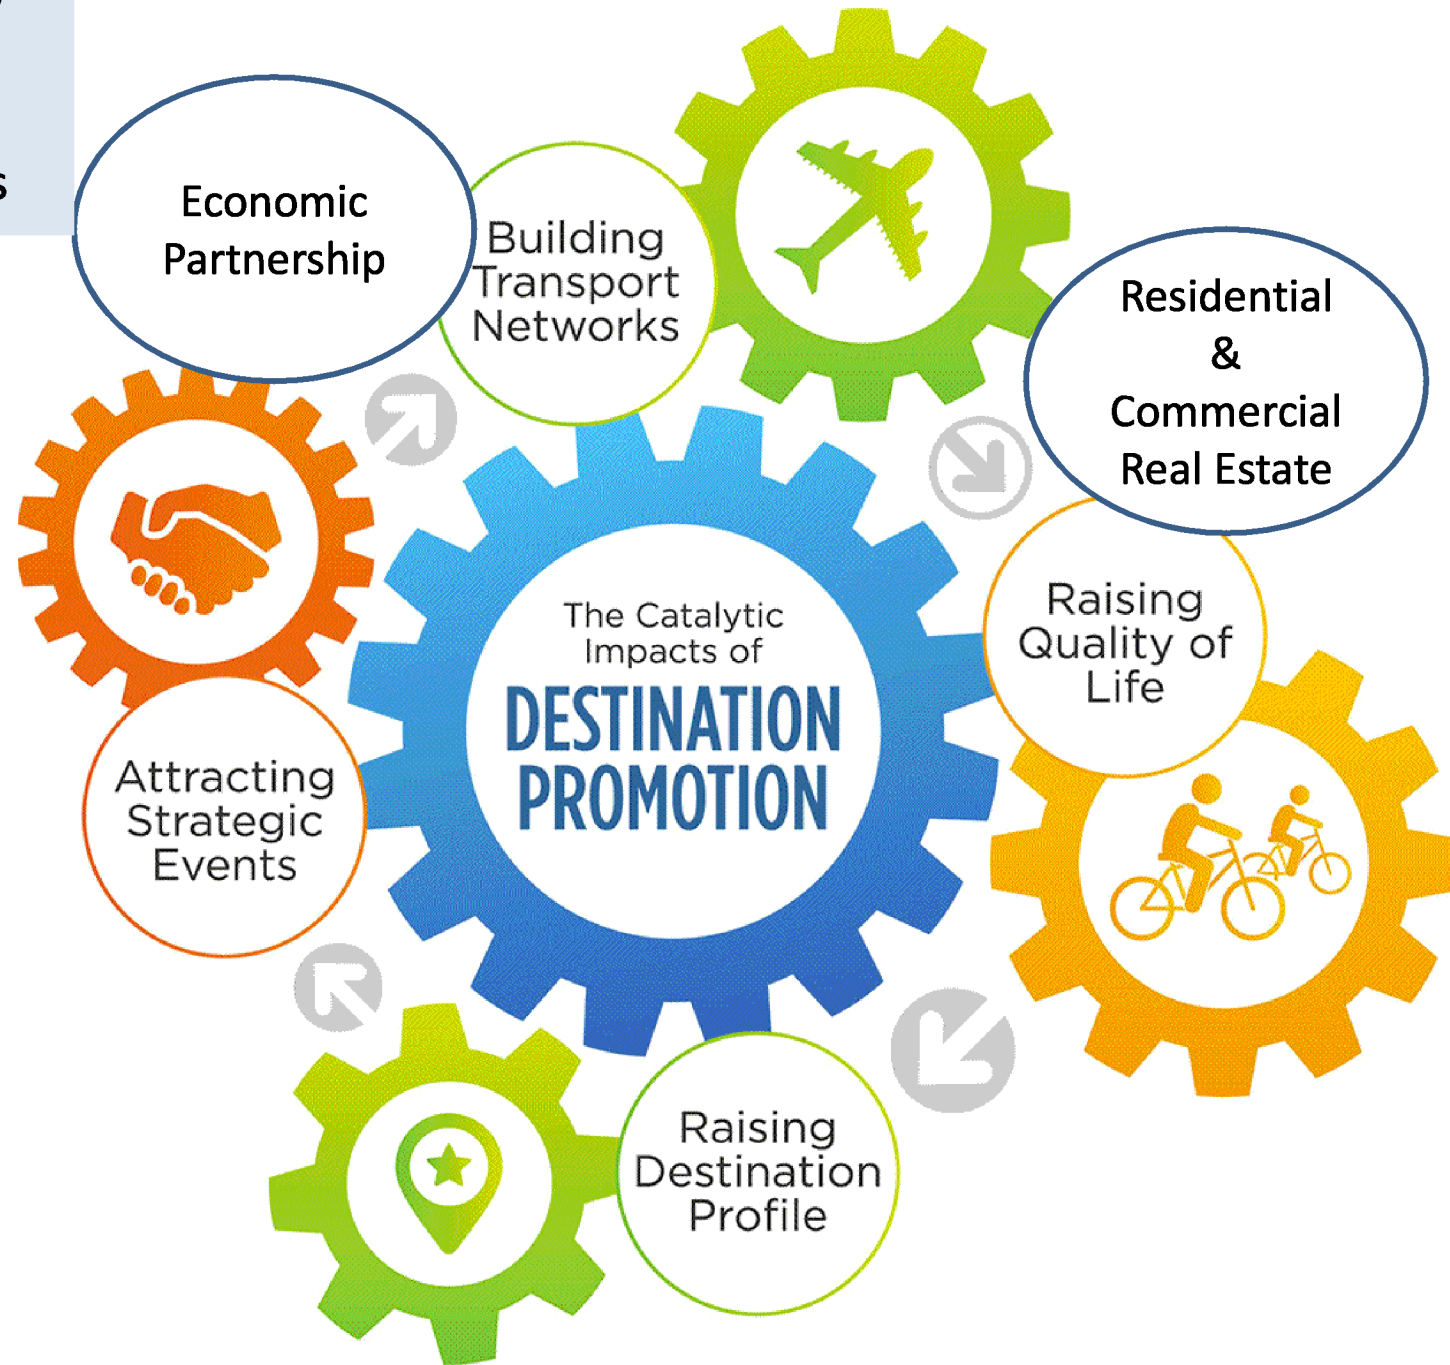 Economic
Partnership
Building
Transport
Networks
Residential
&
Commercial
Real Estate
The Catalytic
Impacts of
DESTINATION
PROMOTION
Raising
Quality of
Life
Attracting
Strategic
Events
Raising
Destination
Profile